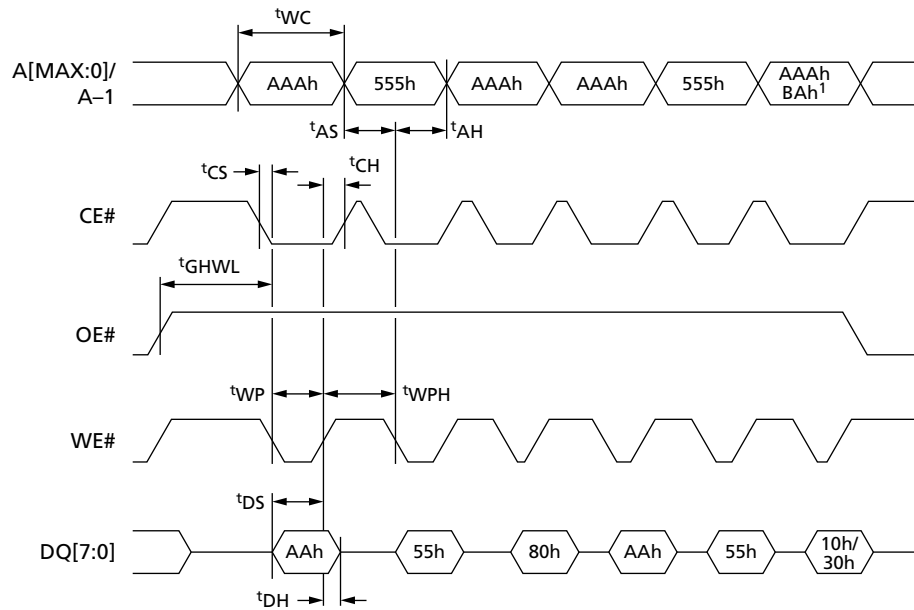 tWC
A[MAX:0]/
A–1
AAAh
555h
AAAh
AAAh
555h
AAAh
BAh1
tAS
tAH
tCS
tCH
CE#
tGHWL
OE#
tWP
tWPH
WE#
tDS
DQ[7:0]
AAh
55h
80h
AAh
55h
10h/
30h
tDH